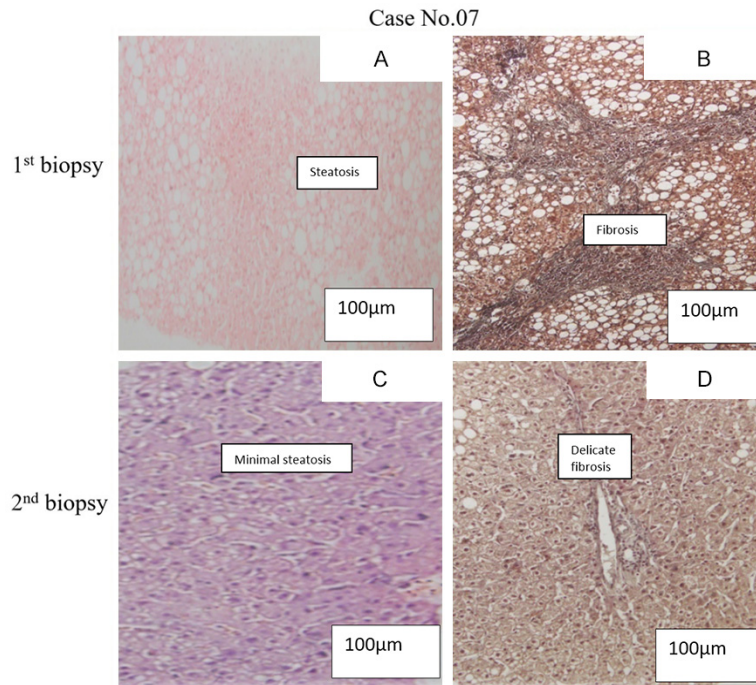 Case No.07
A
B
1st biopsy
Steatosis
Fibrosis
100µm
100µm
C
D
2nd biopsy
Minimal steatosis
Delicate
fibrosis
100µm
100µm